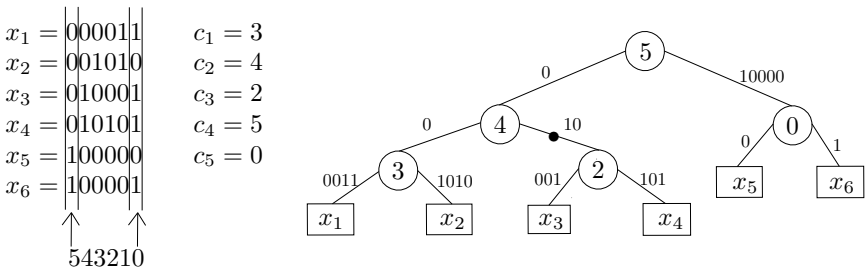 x₁ = 000011 c₁ = 3
x₂ = 001010 c₂ = 4
x₃ = 010001 c₃ = 2
x₄ = 010101 c₄ = 5
x₅ = 100000 c₅ = 0
x₆ = 100001
543210
5
0 10000
4 0
0 10 0 1
3 2 x₅ x₆
0011 1010 001 101
x₁ x₂ x₃ x₄